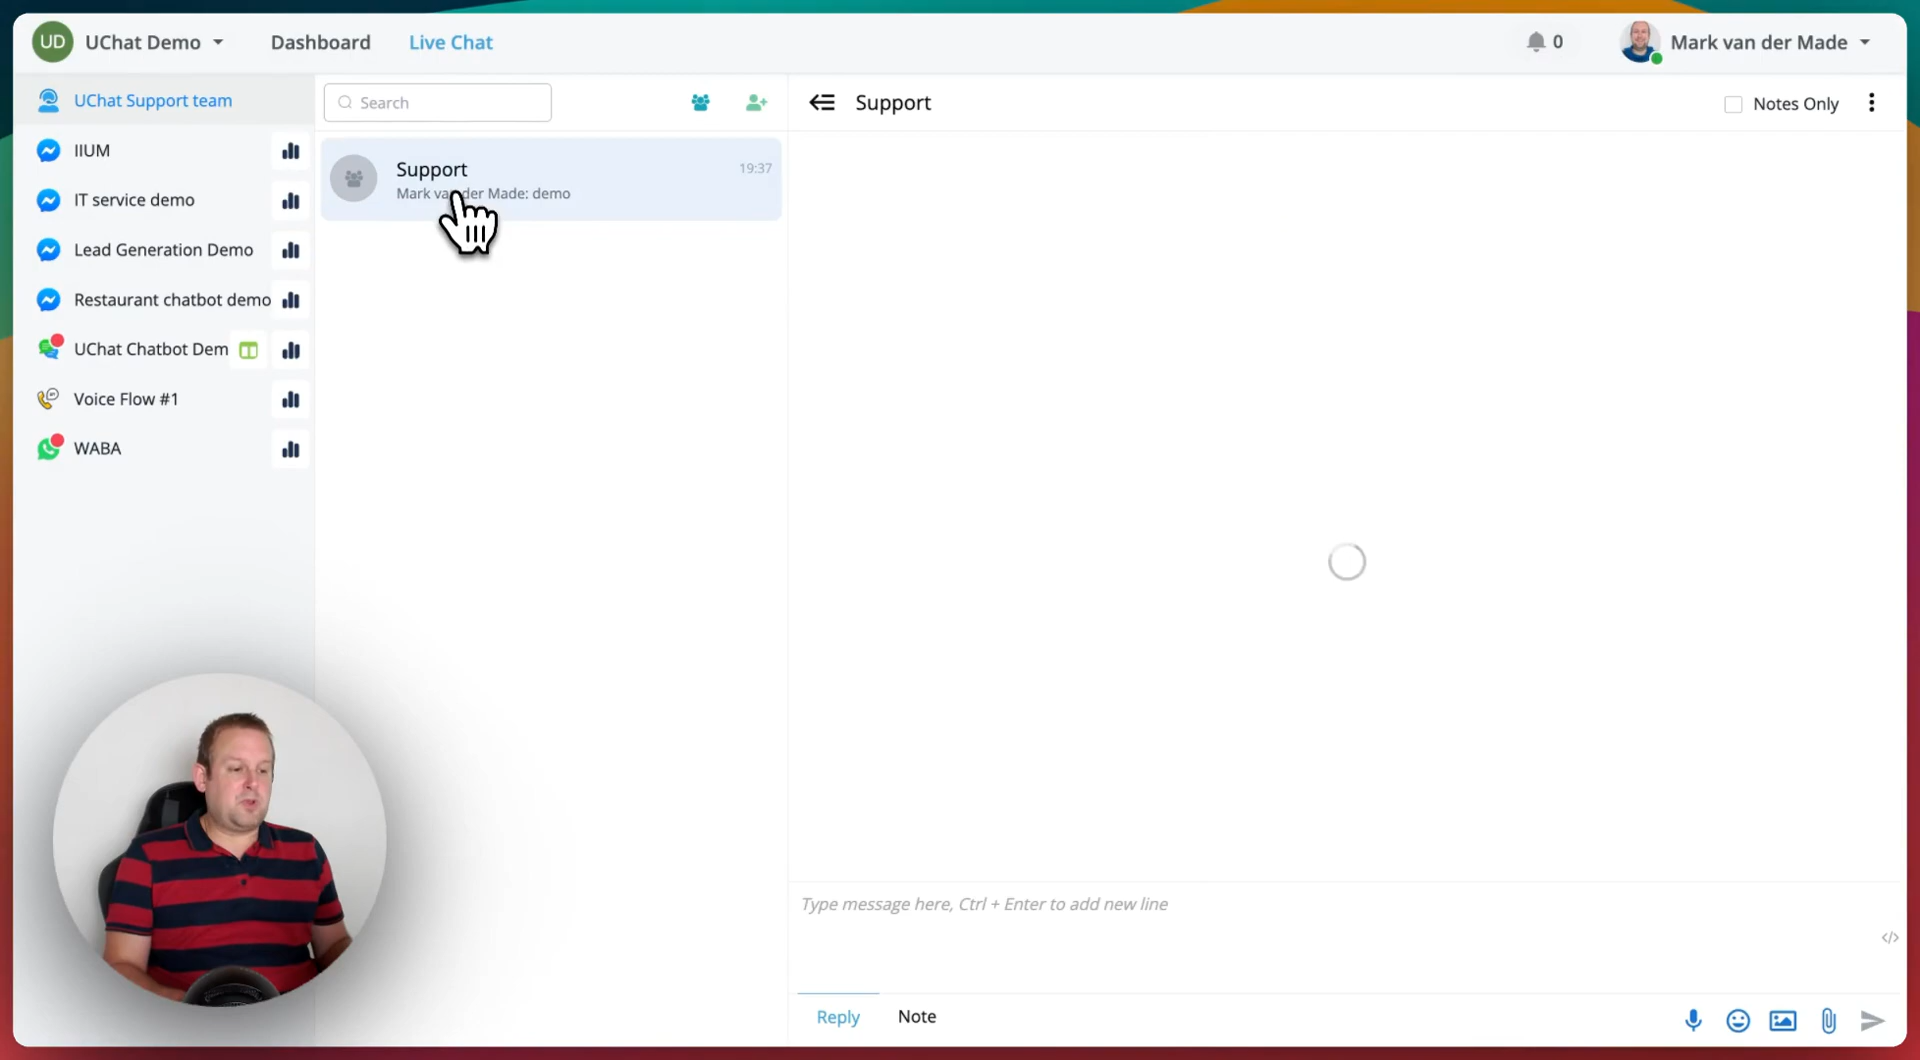 UD UChat Demo Dashboard Live Chat 0 Mark van der Made
UChat Support team
IIUM
IT service demo
Lead Generation Demo
Restaurant chatbot demo
UChat Chatbot Dem
Voice Flow #1
WABA
Search
Support 19:37
Mark van der Made: demo
Support Notes Only
Type message here, Ctrl + Enter to add new line
</>
Reply Note